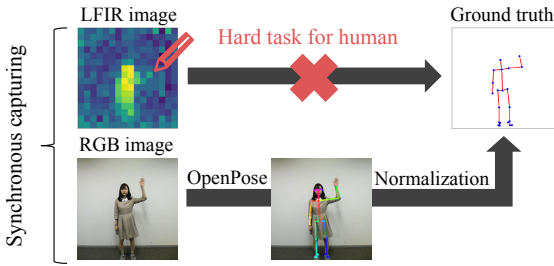 LFIR image
Ground truth
Hard task for human
Synchronous capturing
RGB image
OpenPose
Normalization